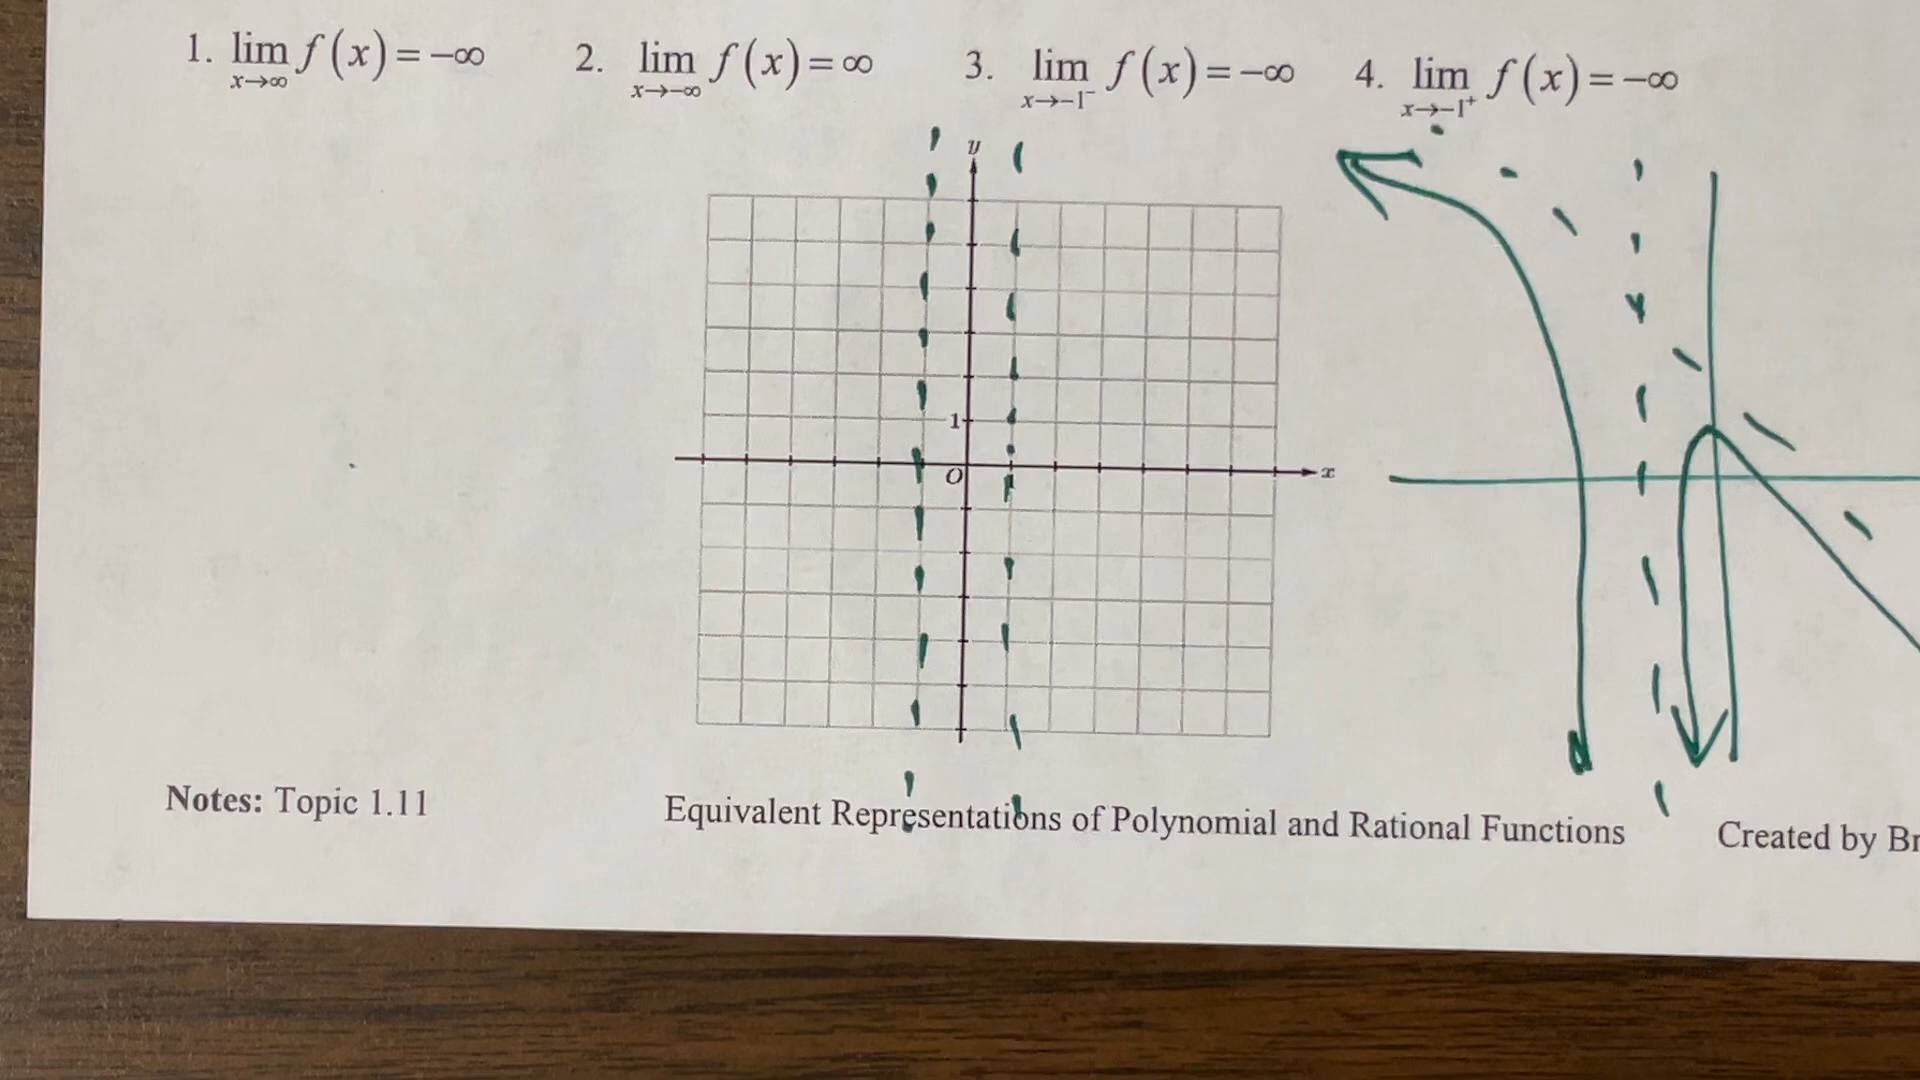 1. lim f(x) = −∞ 2. lim f(x) = ∞ 3. lim f(x) = −∞ 4. lim f(x) = −∞
x→∞ x→−∞ x→−1⁻ x→−1⁺
y
1
O x
Notes: Topic 1.11 Equivalent Representations of Polynomial and Rational Functions Created by